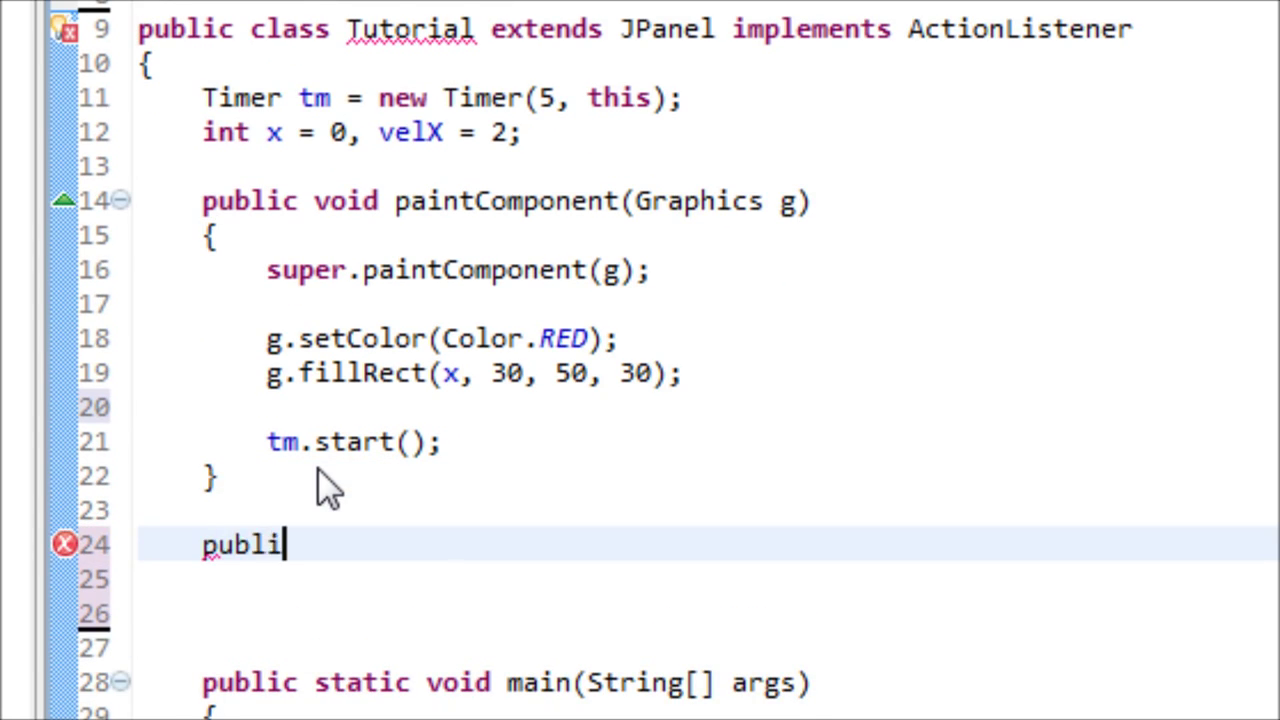 9 public class Tutorial extends JPanel implements ActionListener
10 {
11 Timer tm = new Timer(5, this);
12 int x = 0, velX = 2;
13
14 public void paintComponent(Graphics g)
15 {
16 super.paintComponent(g);
17
18 g.setColor(Color.RED);
19 g.fillRect(x, 30, 50, 30);
20
21 tm.start();
22 }
23
24 publi
25
26
27
28 public static void main(String[] args)
29 {